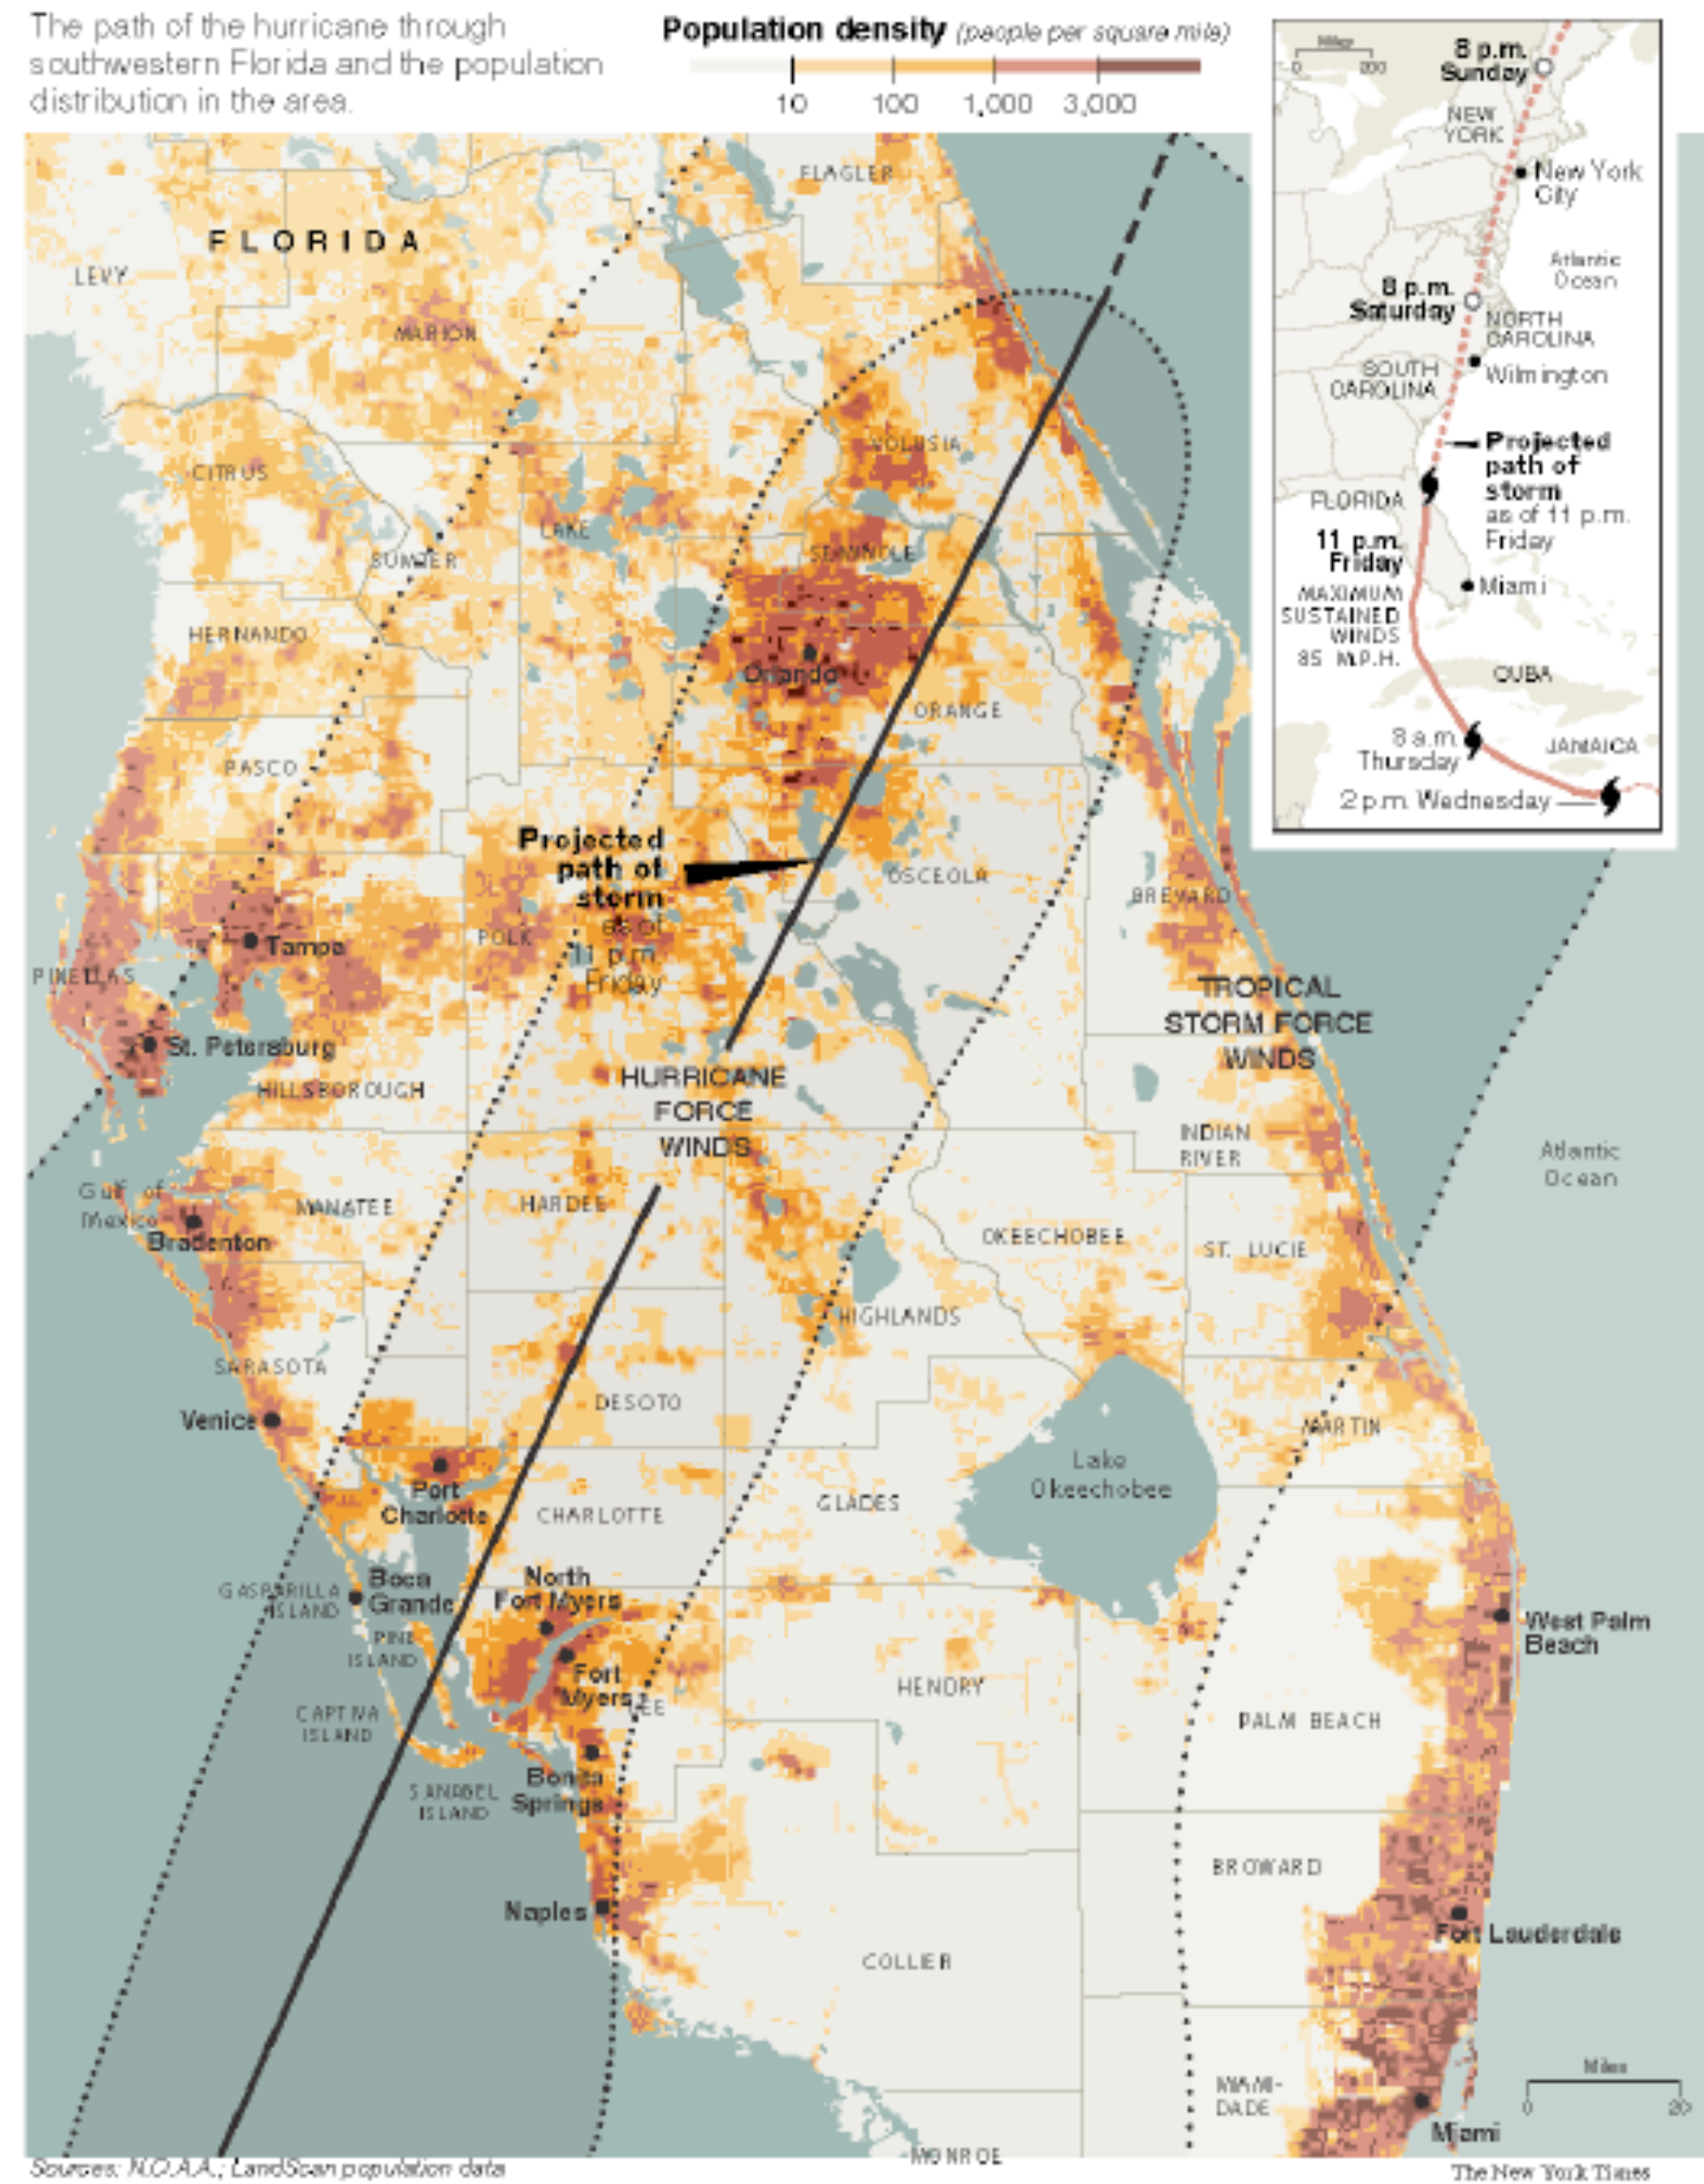 The path of the hurricane through
southwestern Florida and the population
distribution in the area.
Population density (people per square mile)
10 100 1,000 3,000
Miles
0 200
8 p.m.
Sunday
NEW
YORK
New York
City
Atlantic
Ocean
8 p.m.
Saturday
NORTH
CAROLINA
SOUTH
CAROLINA
Wilmington
Projected
path of
storm
as of 11 p.m.
Friday
FLORIDA
11 p.m.
Friday
MAXIMUM
SUSTAINED
WINDS
85 M.P.H.
Miami
CUBA
8 a.m.
Thursday
JAMAICA
2 p.m. Wednesday
FLAGLER
FLORIDA
LEVY
MARION
VOLUSIA
CITRUS
LAKE
SUMTER
SEMINOLE
HERNANDO
Orlando
ORANGE
PASCO
Projected
path of
storm
as of
11 p.m.
Friday
OSCEOLA
BREVARD
POLK
Tampa
PINELLAS
TROPICAL
STORM FORCE
WINDS
St. Petersburg
HILLSBOROUGH
HURRICANE
FORCE
WINDS
INDIAN
RIVER
Atlantic
Ocean
Gulf of
Mexico
MANATEE
HARDEE
Bradenton
OKEECHOBEE
ST. LUCIE
HIGHLANDS
SARASOTA
DESOTO
Venice
MARTIN
Lake
Okeechobee
Port
Charlotte
CHARLOTTE
GLADES
GASPARILLA
ISLAND
Boca
Grande
North
Fort Myers
West Palm
Beach
PINE
ISLAND
Fort
Myers
LEE
HENDRY
CAPTIVA
ISLAND
PALM BEACH
SANABEL
ISLAND
Bonita
Springs
BROWARD
Naples
Fort Lauderdale
COLLIER
MIAMI-
DADE
Miles
0 20
Miami
MONROE
Sources: N.O.A.A.; LandScan population data
The New York Times